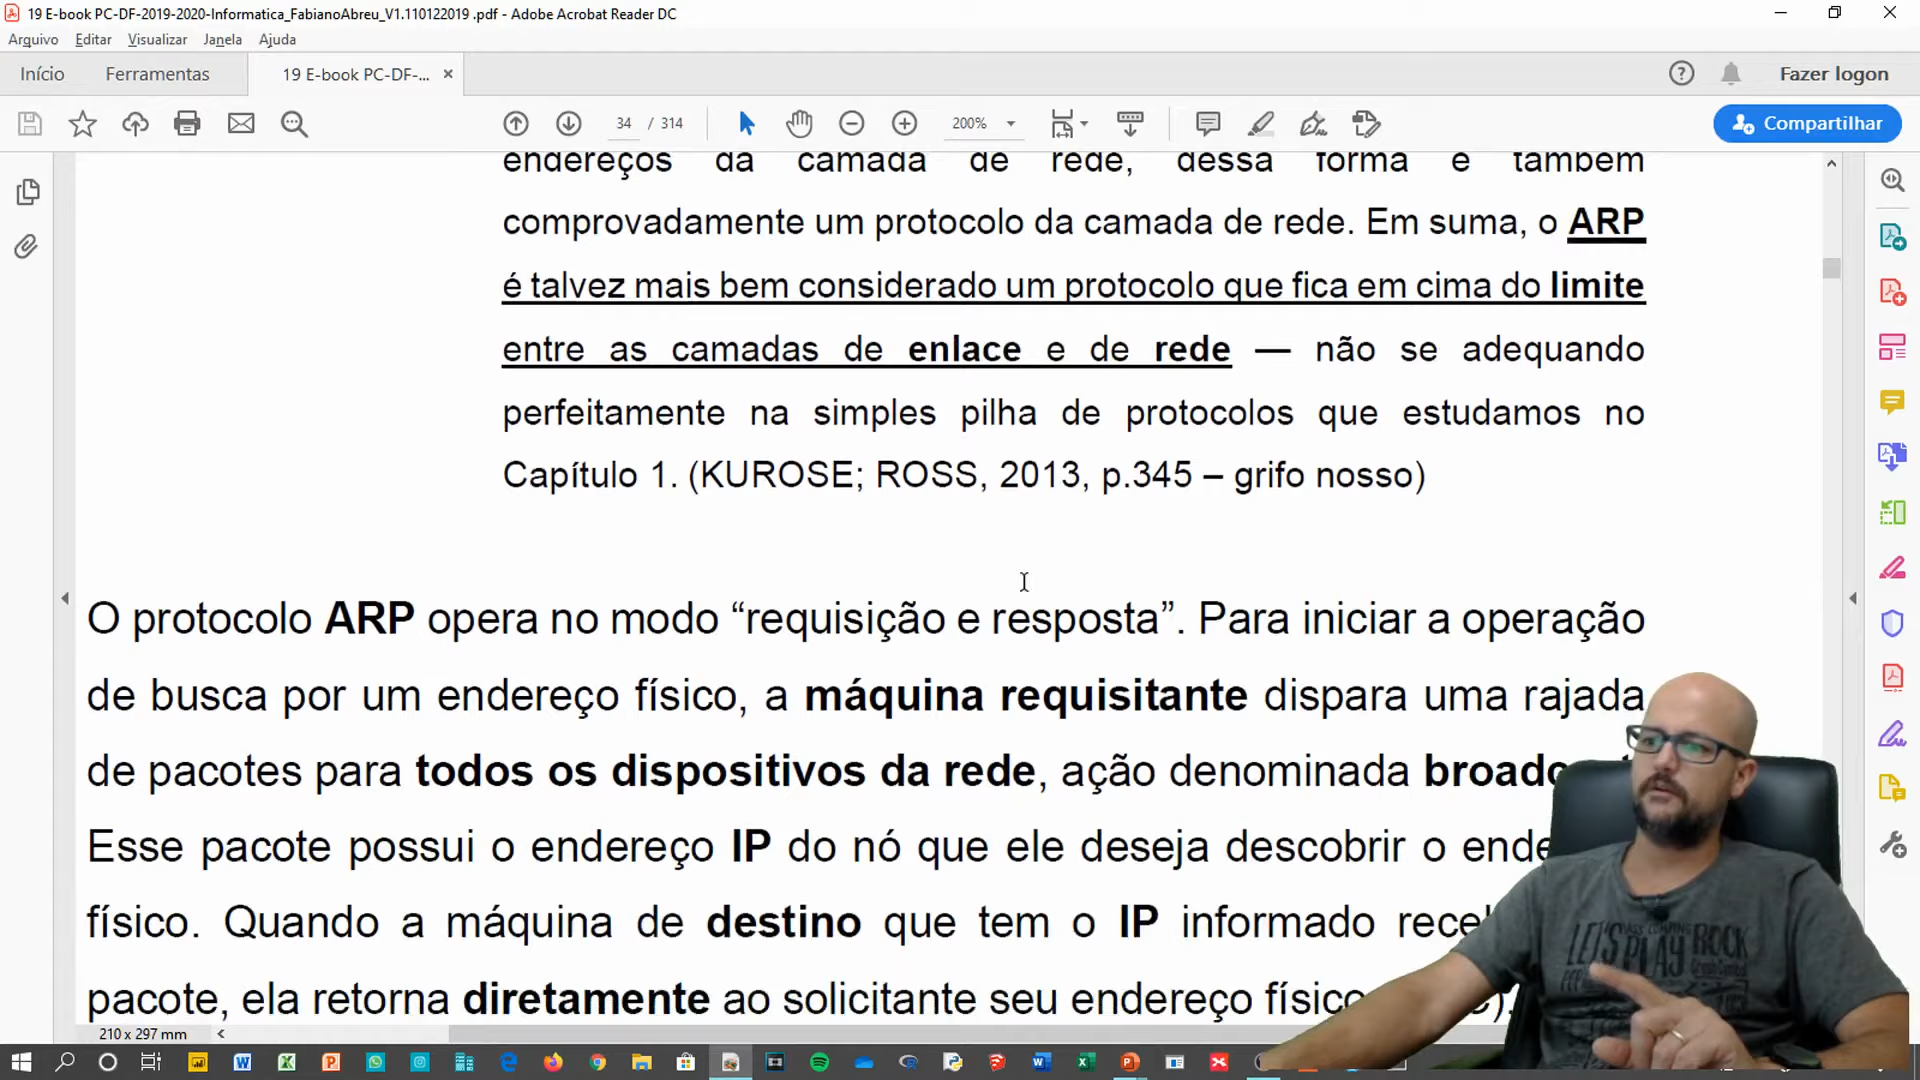 19 E-book PC-DF-2019-2020-Informatica_FabianoAbreu_V1.110122019 .pdf - Adobe Acrobat Reader DC
Arquivo Editar Visualizar Janela Ajuda
Início Ferramentas 19 E-book PC-DF-... × Fazer logon
34 / 314 200% Compartilhar
endereços da camada de rede, dessa forma e também
comprovadamente um protocolo da camada de rede. Em suma, o ARP
é talvez mais bem considerado um protocolo que fica em cima do limite
entre as camadas de enlace e de rede — não se adequando
perfeitamente na simples pilha de protocolos que estudamos no
Capítulo 1. (KUROSE; ROSS, 2013, p.345 – grifo nosso)
O protocolo ARP opera no modo “requisição e resposta”. Para iniciar a operação
de busca por um endereço físico, a máquina requisitante dispara uma rajada
de pacotes para todos os dispositivos da rede, ação denominada
Esse pacote possui o endereço IP do nó que ele deseja descobrir o
físico. Quando a máquina de destino que tem o IP informado
pacote, ela retorna diretamente ao solicitante seu endereço físico
210 x 297 mm
LET'S
PLAY ROCK